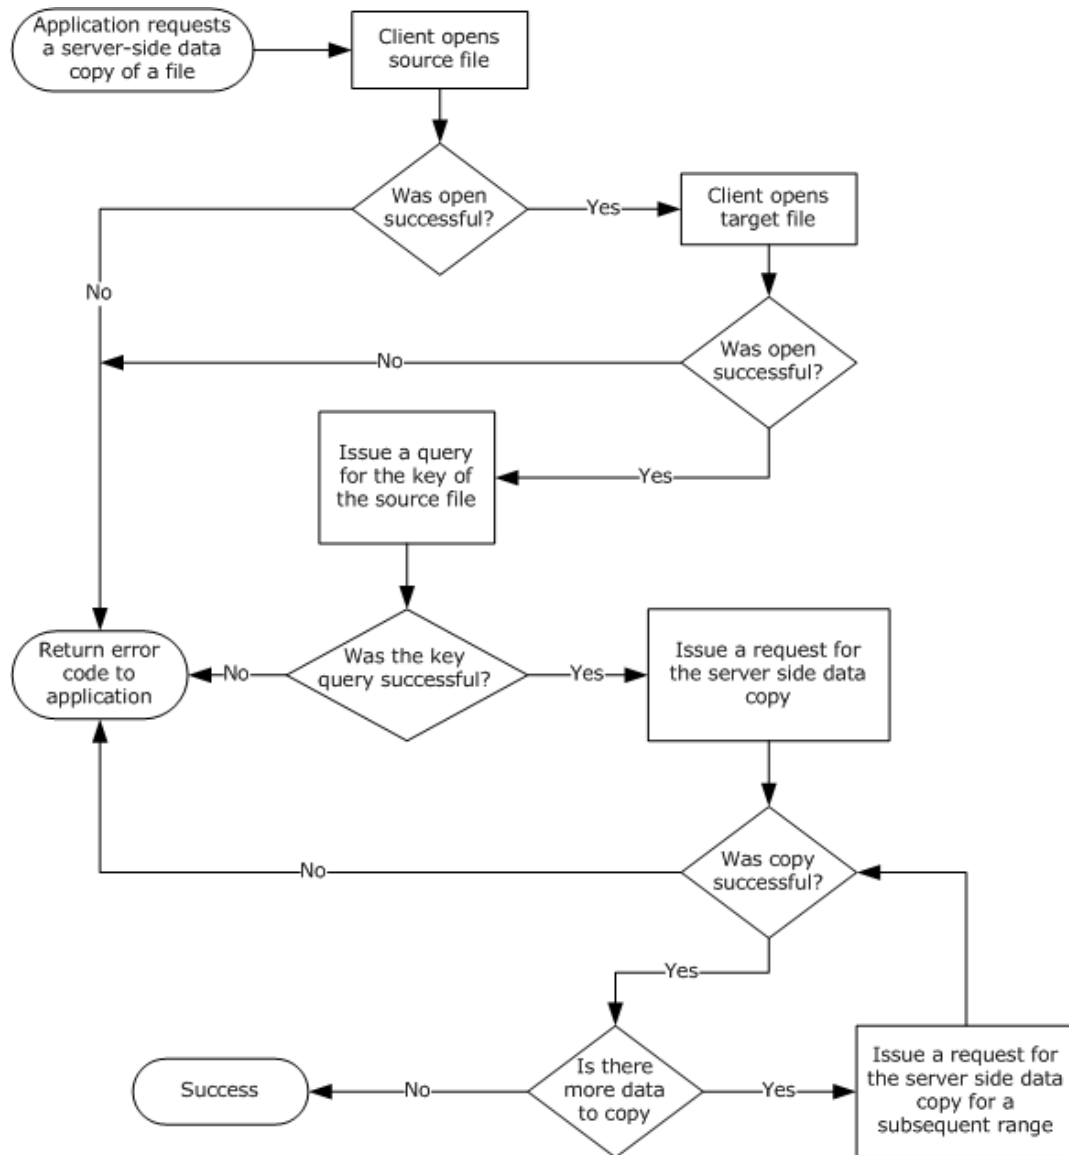 Application requests
a server-side data
copy of a file
Client opens
source file
Was open
successful?
Yes
Client opens
target file
No
Was open
successful?
No
Yes
Issue a query
for the key of
the source file
Was the key
query successful?
No
Yes
Return error
code to
application
Issue a request for
the server side data
copy
Was copy
successful?
No
Yes
Is there
more data
to copy
No
Success
Yes
Issue a request for
the server side data
copy for a
subsequent range